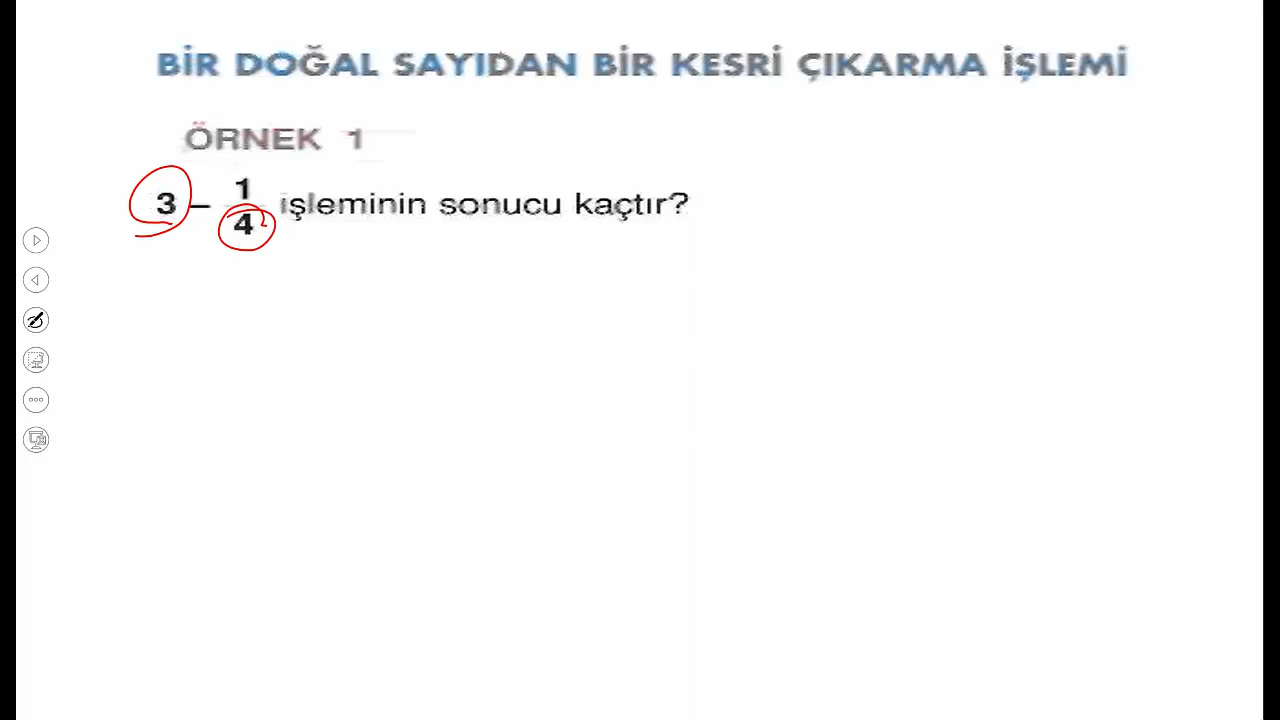 BİR DOĞAL SAYIDAN BİR KESRİ ÇIKARMA İŞLEMİ
ÖRNEK 1
3 – 1/4 işleminin sonucu kaçtır?